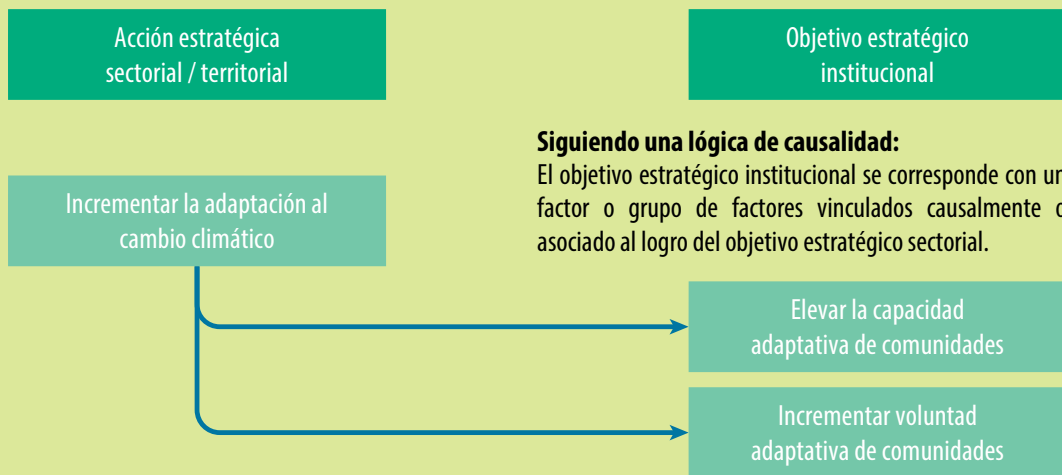 Acción estratégica
sectorial / territorial
Objetivo estratégico
institucional
Siguiendo una lógica de causalidad:
El objetivo estratégico institucional se corresponde con un
factor o grupo de factores vinculados causalmente o
asociado al logro del objetivo estratégico sectorial.
Incrementar la adaptación al
cambio climático
Elevar la capacidad
adaptativa de comunidades
Incrementar voluntad
adaptativa de comunidades